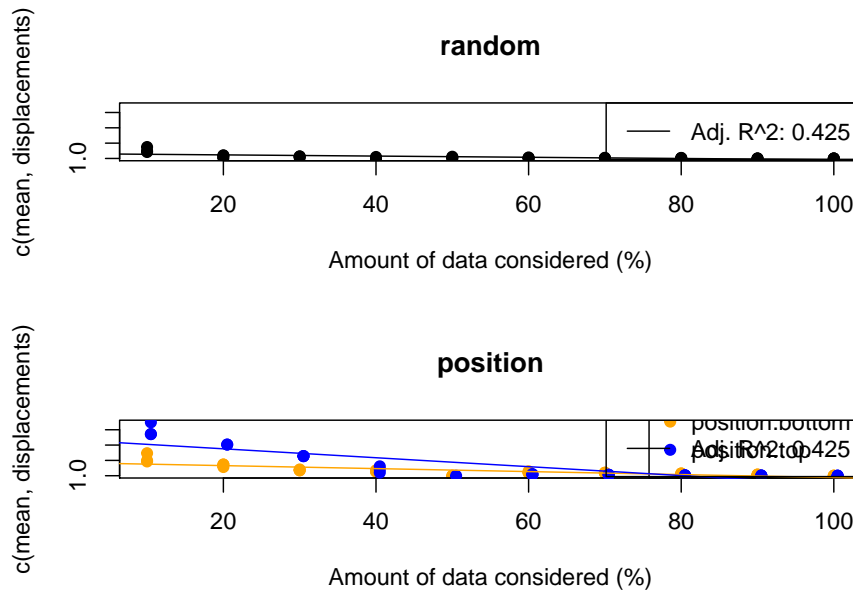 random
c(mean, displacements)
1.0
Adj. R^2: 0.425
20 40 60 80 100
Amount of data considered (%)
position
c(mean, displacements)
1.0
position.bottom
Adj. R^2: 0.425
position.top
20 40 60 80 100
Amount of data considered (%)